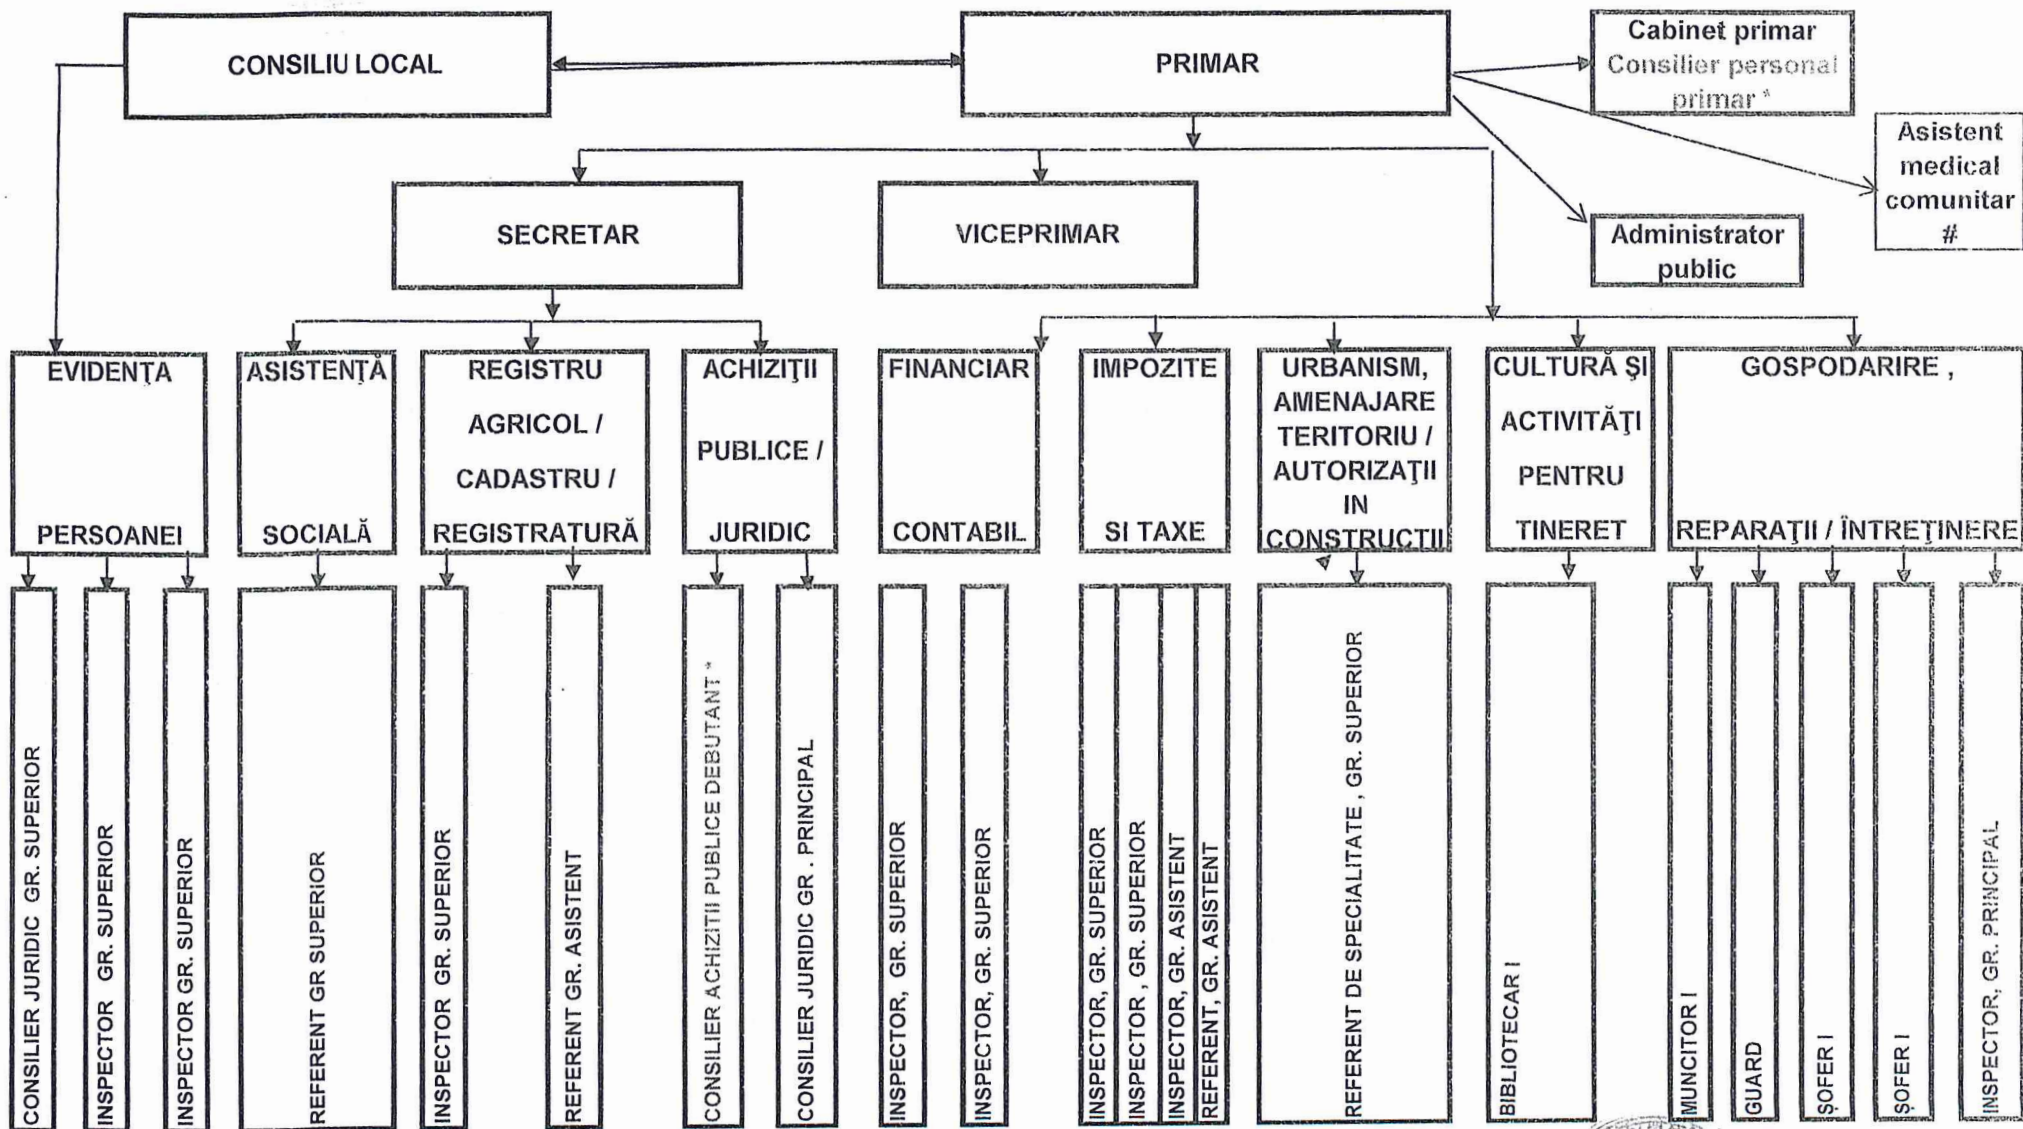 CONSILIU LOCAL
PRIMAR
Cabinet primar
Consilier personal
primar *
Asistent
medical
comunitar
#
SECRETAR
VICEPRIMAR
Administrator
public
EVIDENŢA
PERSOANEI
ASISTENŢĂ
SOCIALĂ
REGISTRU
AGRICOL /
CADASTRU /
REGISTRATURĂ
ACHIZIŢII
PUBLICE /
JURIDIC
FINANCIAR
CONTABIL
IMPOZITE
SI TAXE
URBANISM,
AMENAJARE
TERITORIU /
AUTORIZAŢII
IN
CONSTRUCTII
CULTURĂ ŞI
ACTIVITĂŢI
PENTRU
TINERET
GOSPODARIRE ,
REPARAŢII / ÎNTREŢINERE
CONSILIER JURIDIC GR. SUPERIOR
INSPECTOR GR. SUPERIOR
INSPECTOR GR. SUPERIOR
REFERENT GR SUPERIOR
INSPECTOR GR. SUPERIOR
REFERENT GR. ASISTENT
CONSILIER ACHIZITII PUBLICE DEBUTANT *
CONSILIER JURIDIC GR . PRINCIPAL
INSPECTOR, GR. SUPERIOR
INSPECTOR, GR. SUPERIOR
INSPECTOR, GR. SUPERIOR
INSPECTOR , GR. SUPERIOR
INSPECTOR, GR. ASISTENT
REFERENT, GR. ASISTENT
REFERENT DE SPECIALITATE , GR. SUPERIOR
BIBLIOTECAR I
MUNCITOR I
GUARD
ŞOFER I
ŞOFER I
INSPECTOR, GR. PRINCIPAL